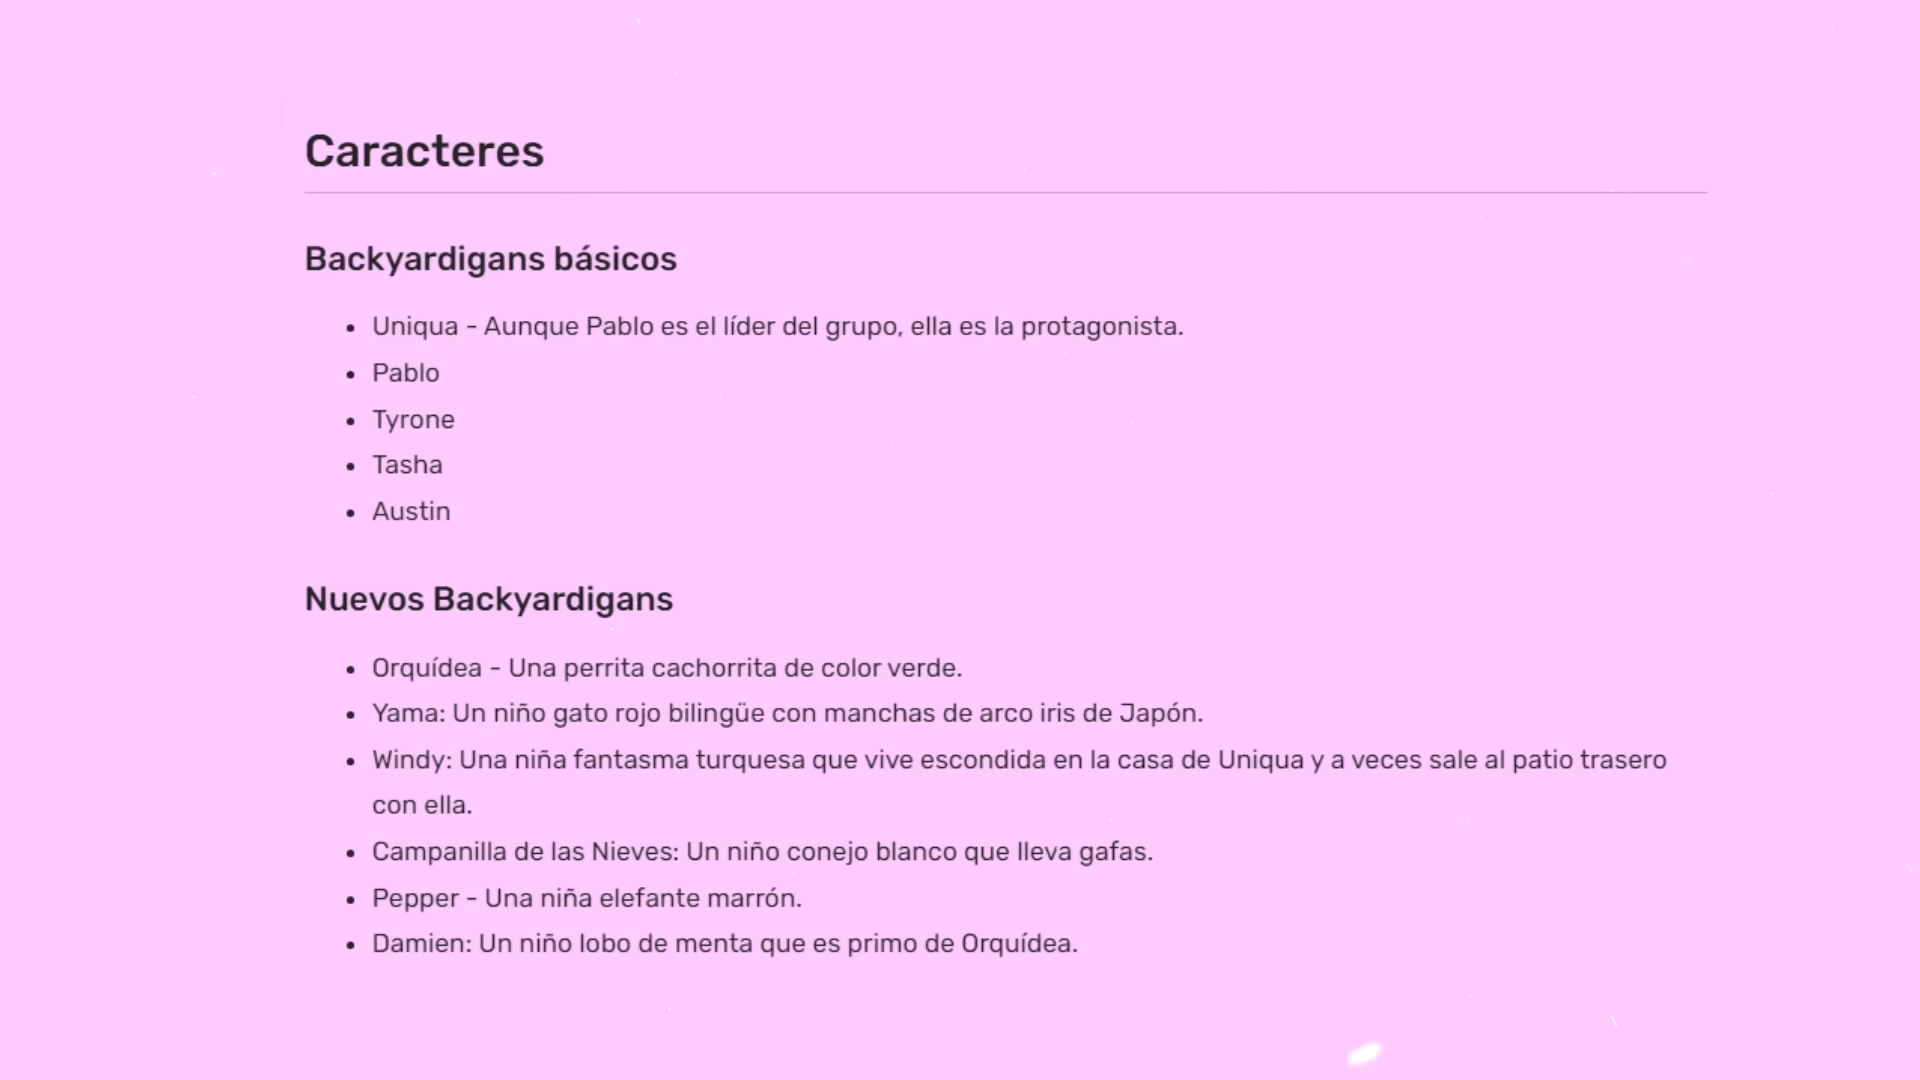 Caracteres
Backyardigans básicos
• Uniqua - Aunque Pablo es el líder del grupo, ella es la protagonista.
• Pablo
• Tyrone
• Tasha
• Austin
Nuevos Backyardigans
• Orquídea - Una perrita cachorrita de color verde.
• Yama: Un niño gato rojo bilingüe con manchas de arco iris de Japón.
• Windy: Una niña fantasma turquesa que vive escondida en la casa de Uniqua y a veces sale al patio trasero
con ella.
• Campanilla de las Nieves: Un niño conejo blanco que lleva gafas.
• Pepper - Una niña elefante marrón.
• Damien: Un niño lobo de menta que es primo de Orquídea.